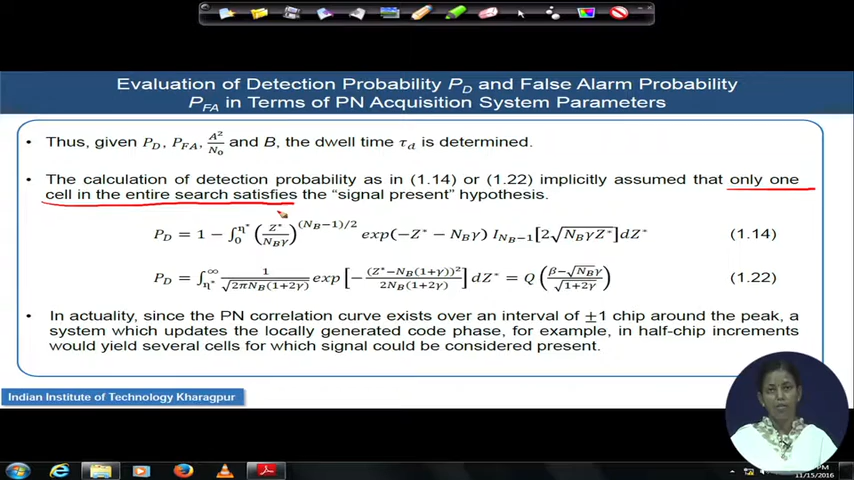 Evaluation of Detection Probability P_D and False Alarm Probability
P_FA in Terms of PN Acquisition System Parameters
• Thus, given P_D, P_FA, A²/N₀ and B, the dwell time τ_d is determined.
• The calculation of detection probability as in (1.14) or (1.22) implicitly assumed that only one
cell in the entire search satisfies the “signal present” hypothesis.
P_D = 1 − ∫₀^η* (Z*/(N_Bγ))^((N_B−1)/2) exp(−Z* − N_Bγ) I_{N_B−1}[2√(N_BγZ*)]dZ* (1.14)
P_D = ∫_η*^∞ 1/√(2πN_B(1+2γ)) exp[−(Z*−N_B(1+γ))²/(2N_B(1+2γ))] dZ* = Q((β−√N_B γ)/√(1+2γ)) (1.22)
• In actuality, since the PN correlation curve exists over an interval of ±1 chip around the peak, a
system which updates the locally generated code phase, for example, in half-chip increments
would yield several cells for which signal could be considered present.
Indian Institute of Technology Kharagpur
11/15/2016